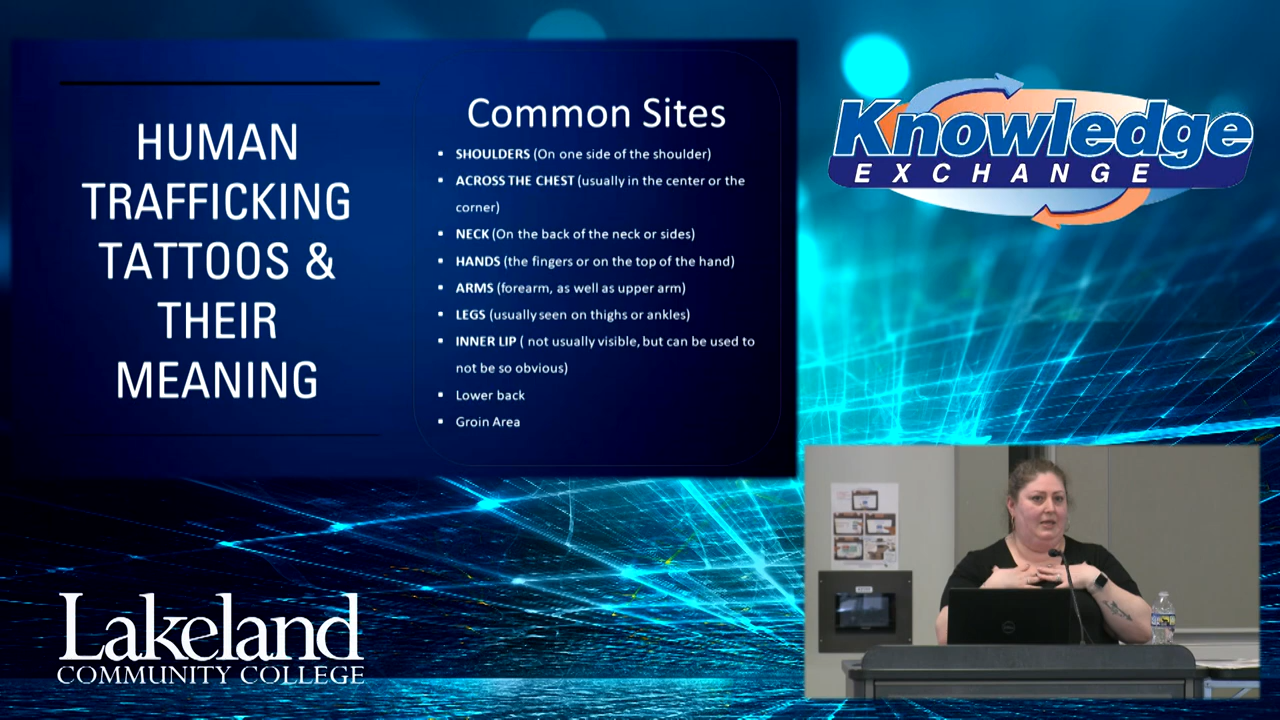 HUMAN
TRAFFICKING
TATTOOS &
THEIR
MEANING
Common Sites
▪ SHOULDERS (On one side of the shoulder)
▪ ACROSS THE CHEST (usually in the center or the
corner)
▪ NECK (On the back of the neck or sides)
▪ HANDS (the fingers or on the top of the hand)
▪ ARMS (forearm, as well as upper arm)
▪ LEGS (usually seen on thighs or ankles)
▪ INNER LIP ( not usually visible, but can be used to
not be so obvious)
▪ Lower back
▪ Groin Area
Knowledge
EXCHANGE
Lakeland
COMMUNITY COLLEGE
DELL